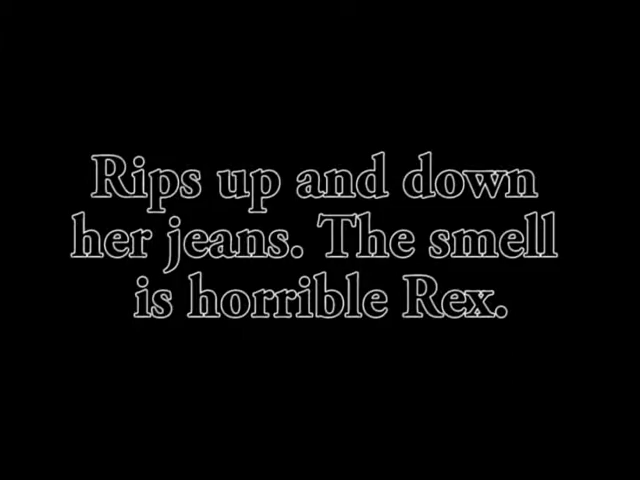 Rips up and down
her jeans. The smell
is horrible Rex.